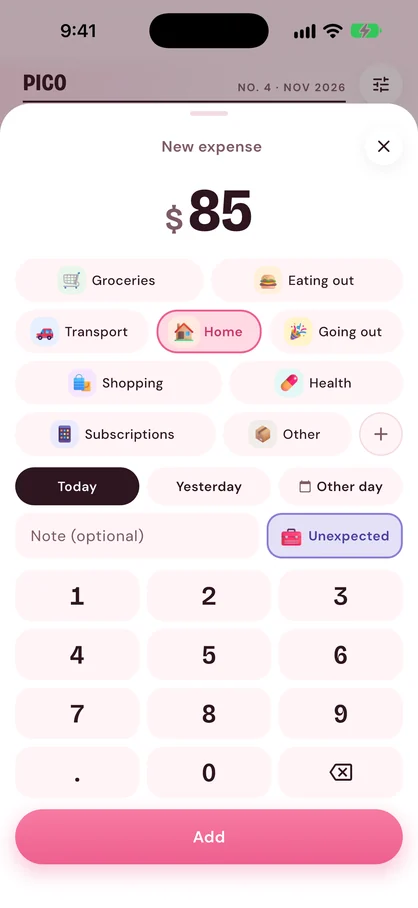 9:41
PICO
NO. 4 · NOV 2026
New expense
$85
Groceries
Eating out
Transport
Home
Going out
Shopping
Health
Subscriptions
Other
+
Today
Yesterday
Other day
Note (optional)
Unexpected
1 2 3
4 5 6
7 8 9
. 0
Add